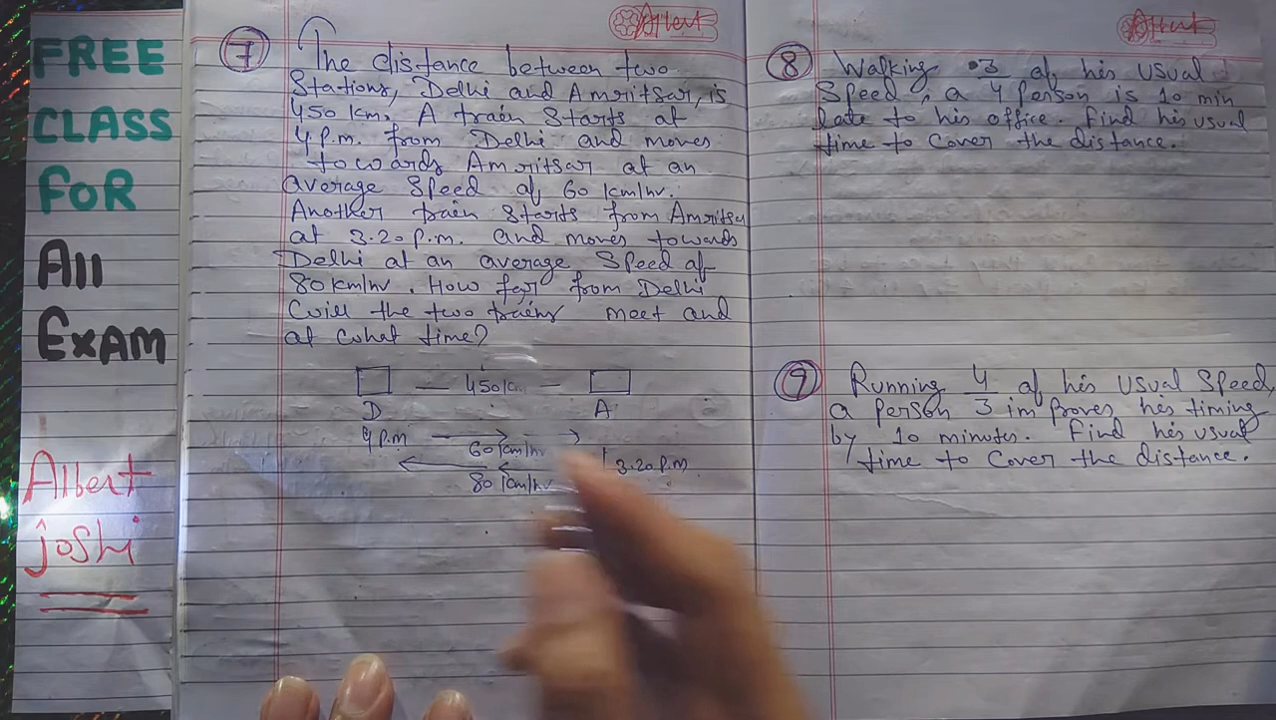 FREE
CLASS
FOR
All
EXAM
Albert
joshi
Albert
7 The distance between two
Stations, Delhi and Amritsar, is
450 km. A train starts at
4 p.m. from Delhi and moves
towards Amritsar at an
average Speed of 60 km/hr.
Another train Starts from Amritsar
at 3.20 p.m. and moves towards
Delhi at an average Speed of
80 km/hr. How far from Delhi
will the two trains meet and
at what time?
450 km
D A
4 p.m
60 km/hr
3.20 p.m
80 km/hr
Albert
8 Walking 3 of his usual
Speed, a 4 person is 10 min
late to his office. Find his usual
time to cover the distance.
9 Running 4 of his usual Speed,
a person 3 improves his timing
by 10 minutes. Find his usual
time to cover the distance.